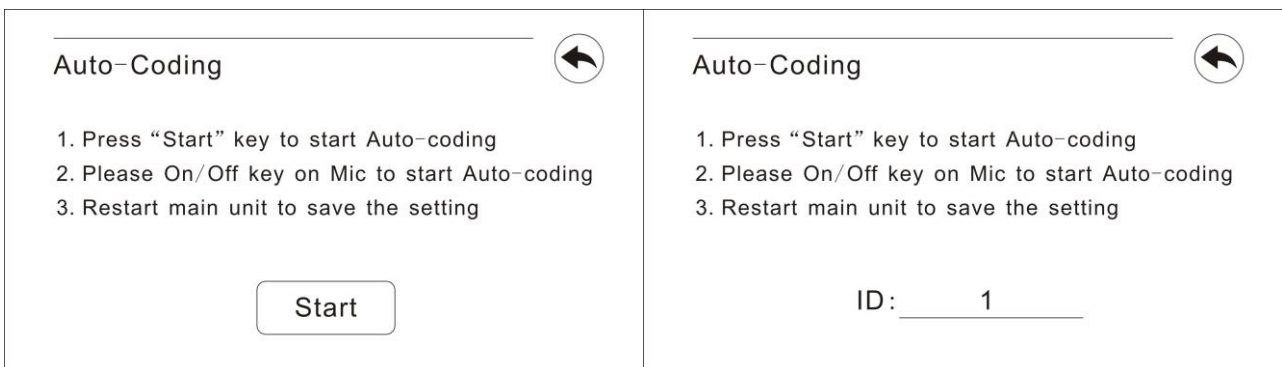 Auto-Coding
1. Press “Start” key to start Auto-coding
2. Please On/Off key on Mic to start Auto-coding
3. Restart main unit to save the setting
Start
Auto-Coding
1. Press “Start” key to start Auto-coding
2. Please On/Off key on Mic to start Auto-coding
3. Restart main unit to save the setting
ID: 1